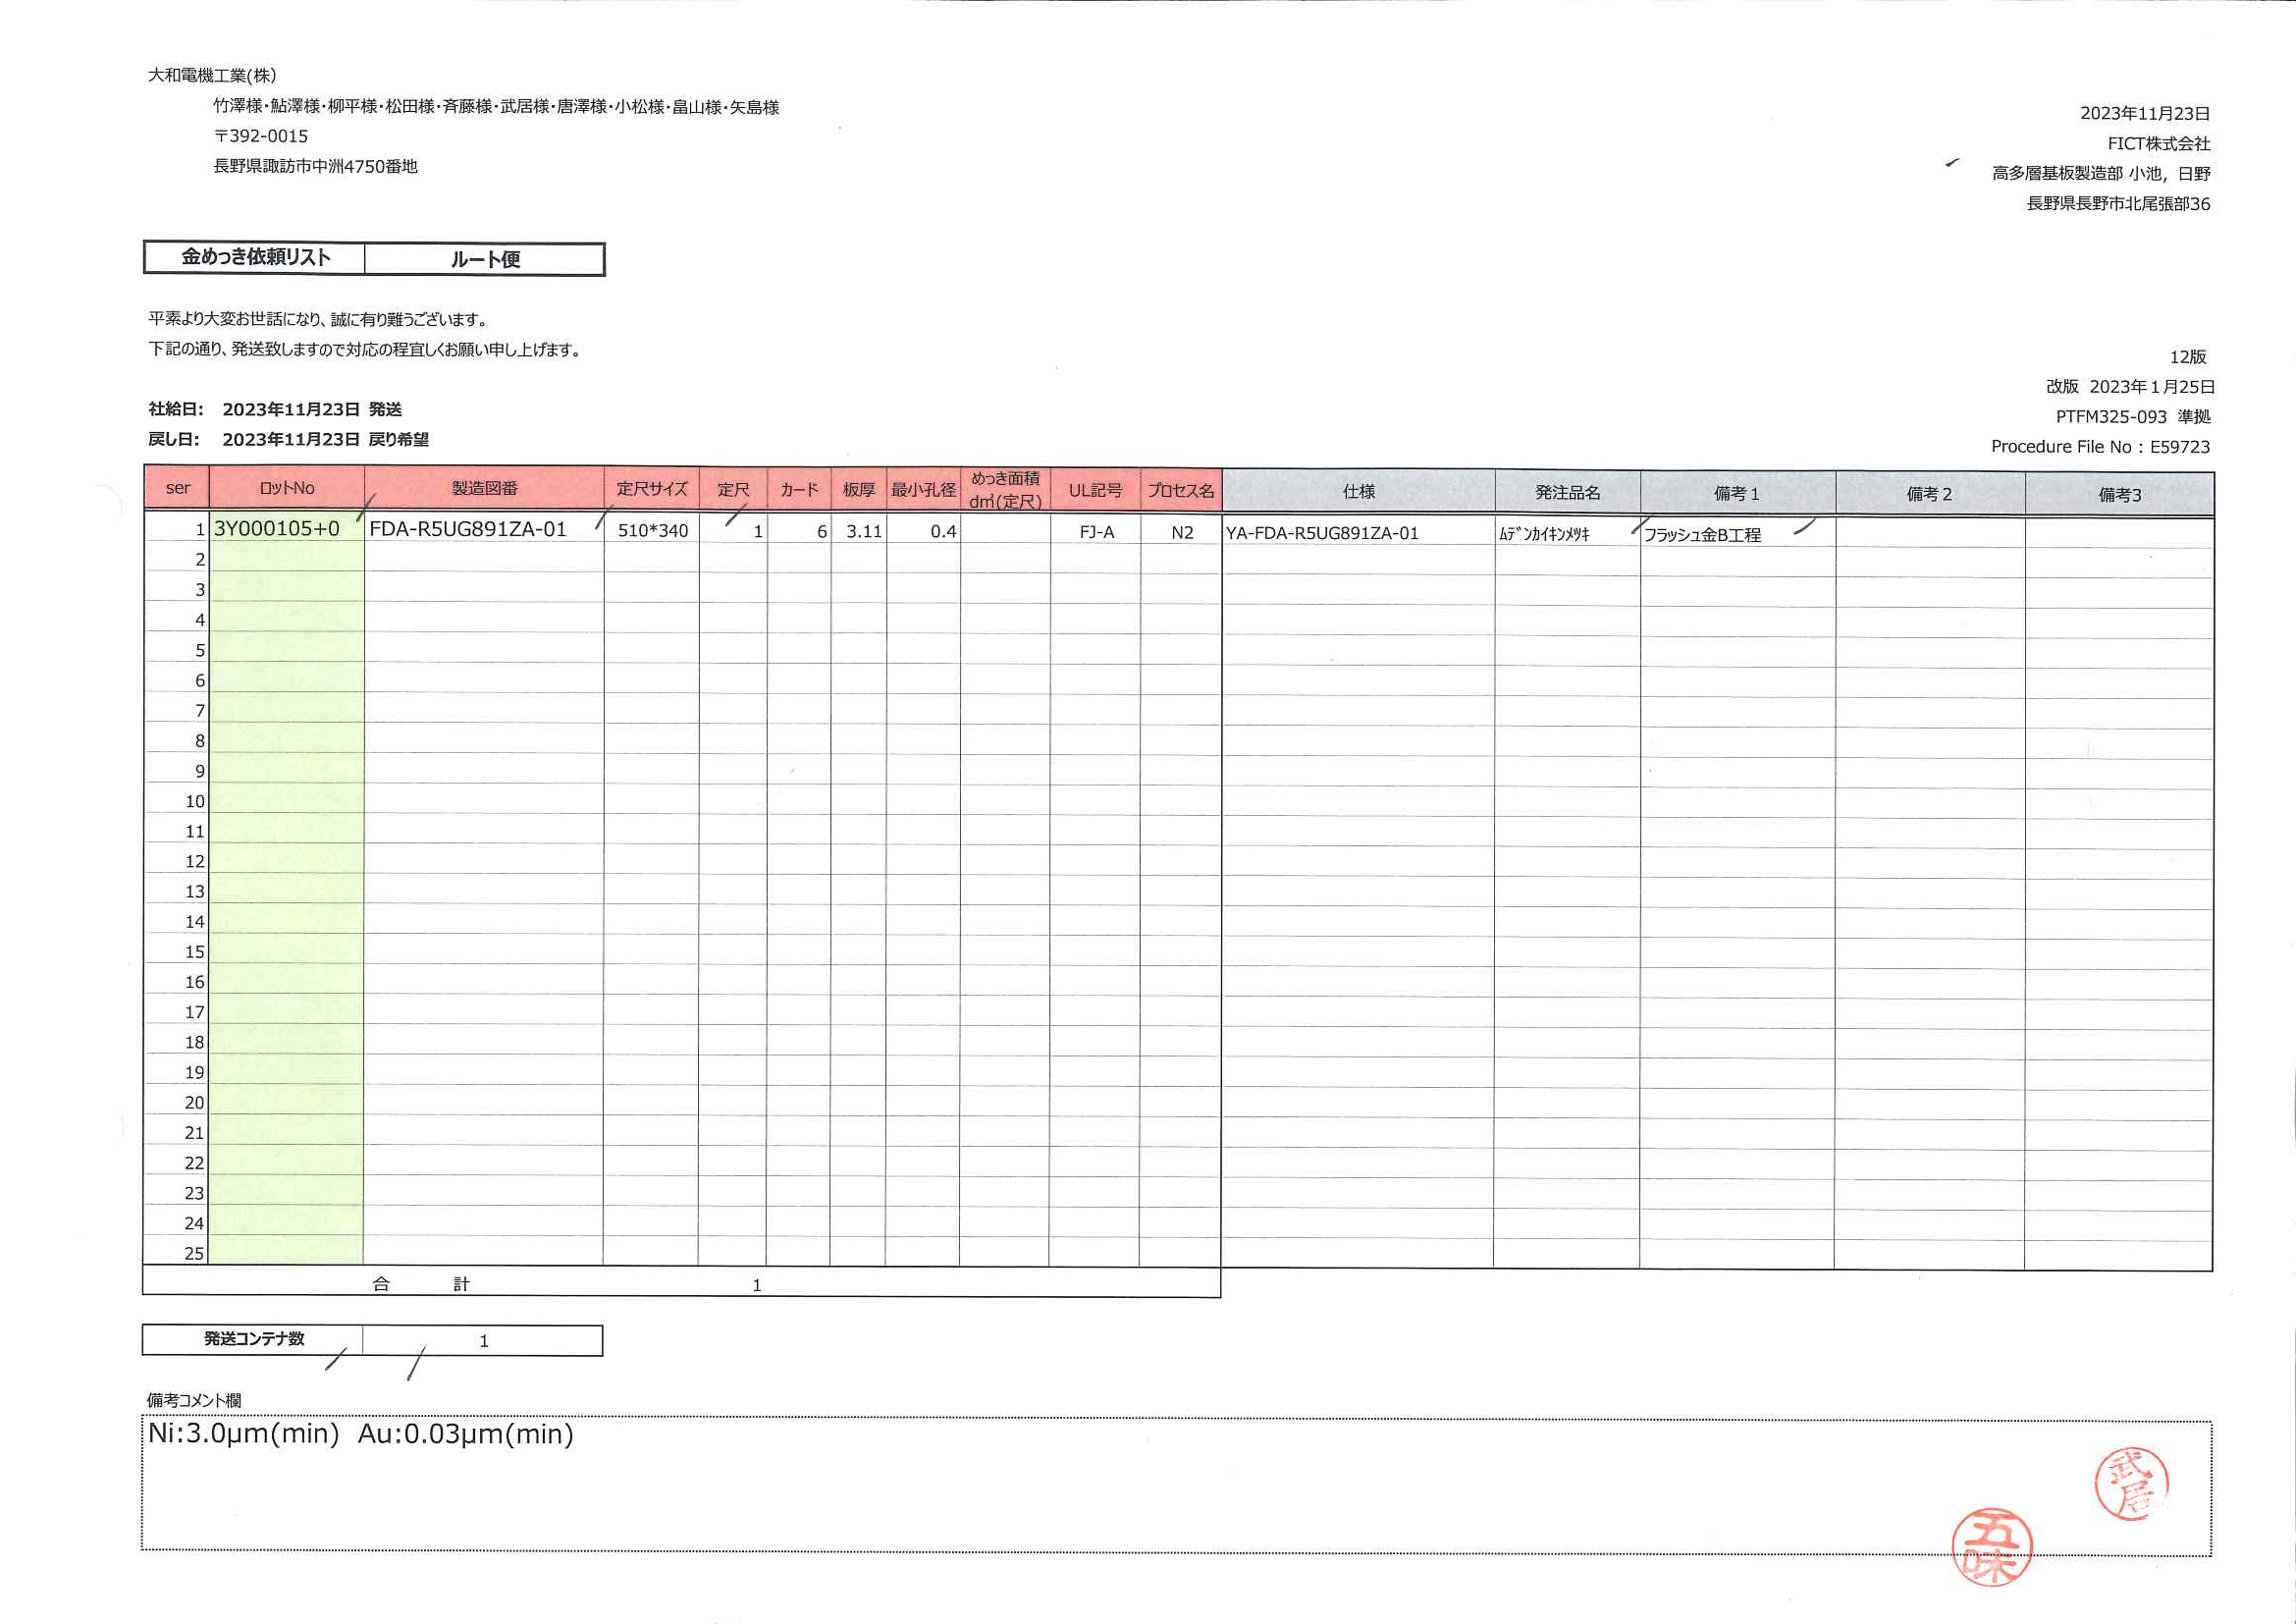 大和電機工業(株)
竹澤様・鮎澤様・柳平様・松田様・斉藤様・武居様・唐澤様・小松様・畠山様・矢島様
〒392-0015
長野県諏訪市中洲4750番地
2023年11月23日
FICT株式会社
高多層基板製造部 小池，日野
長野県長野市北尾張部36
金めっき依頼リスト ルート便
平素より大変お世話になり、誠に有り難うございます。
下記の通り、発送致しますので対応の程宜しくお願い申し上げます。
12版
改版 2023年1月25日
PTFM325-093 準拠
Procedure File No：E59723
社給日: 2023年11月23日 発送
戻し日: 2023年11月23日 戻り希望
ser ロットNo 製造図番 定尺サイズ 定尺 カード 板厚 最小孔径 めっき面積 dm²(定尺) UL記号 プロセス名 仕様 発注品名 備考1 備考2 備考3
1 3Y000105+0 FDA-R5UG891ZA-01 510*340 1 6 3.11 0.4 FJ-A N2 YA-FDA-R5UG891ZA-01 ﾑﾃﾞﾝｶｲｷﾝﾒﾂｷ フラッシュ金B工程
2
3
4
5
6
7
8
9
10
11
12
13
14
15
16
17
18
19
20
21
22
23
24
25
合 計 1
発送コンテナ数 1
備考コメント欄
Ni:3.0μm(min) Au:0.03μm(min)
武居
五味